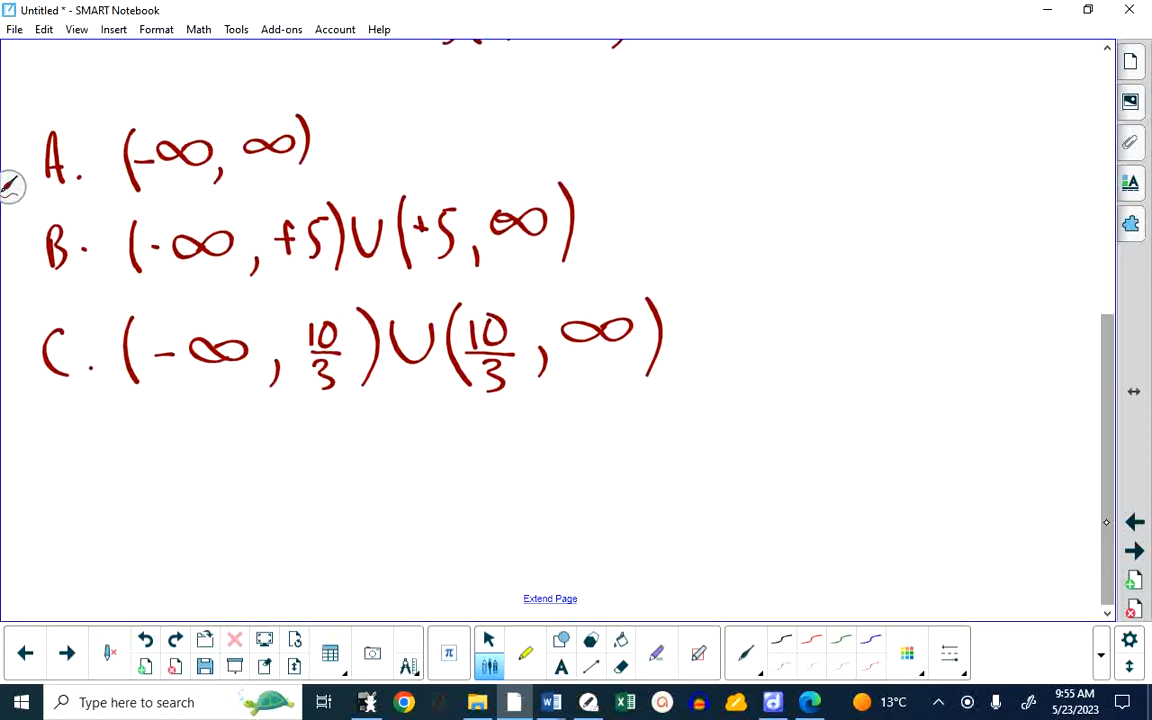 Untitled * - SMART Notebook
File Edit View Insert Format Math Tools Add-ons Account Help
A. (-∞, ∞)
B. (-∞, +5)∪(+5, ∞)
C. (-∞, 10/3)∪(10/3, ∞)
Extend Page
π
A
Type here to search
13°C
9:55 AM
5/23/2023